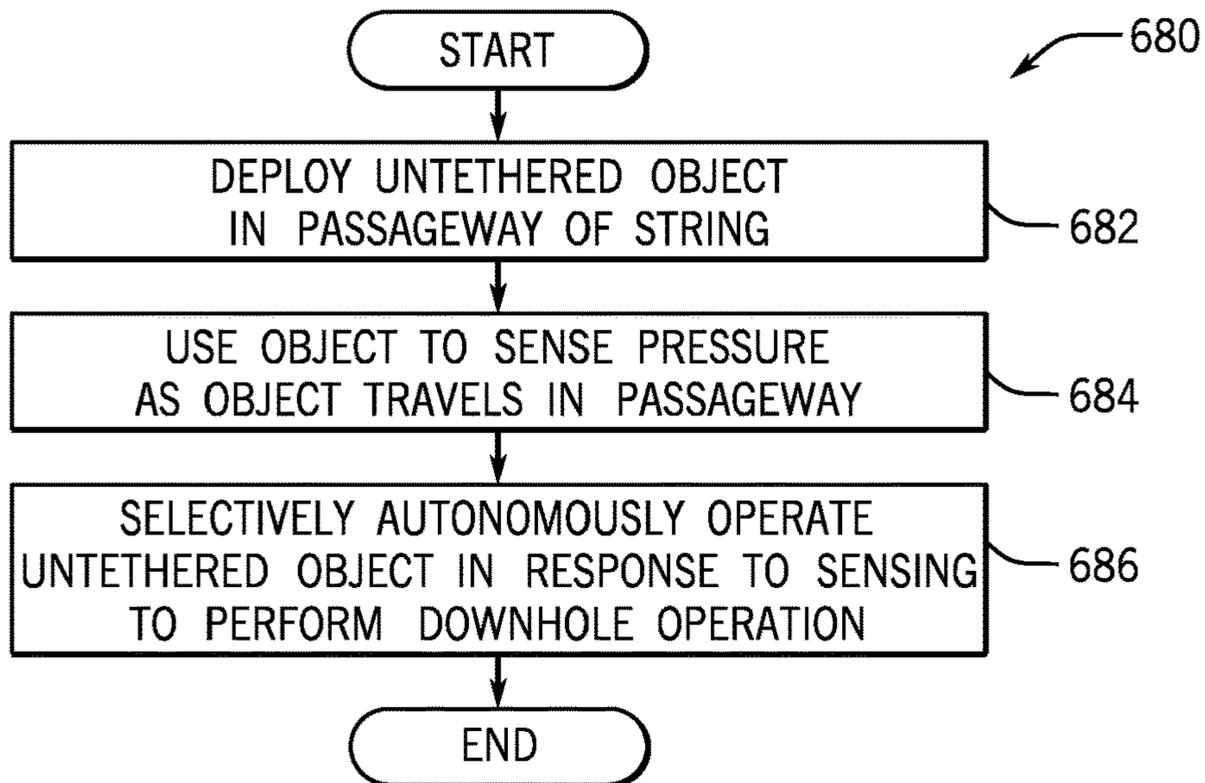 START
680
DEPLOY UNTETHERED OBJECT
IN PASSAGEWAY OF STRING
682
USE OBJECT TO SENSE PRESSURE
AS OBJECT TRAVELS IN PASSAGEWAY
684
SELECTIVELY AUTONOMOUSLY OPERATE
UNTETHERED OBJECT IN RESPONSE TO SENSING
TO PERFORM DOWNHOLE OPERATION
686
END